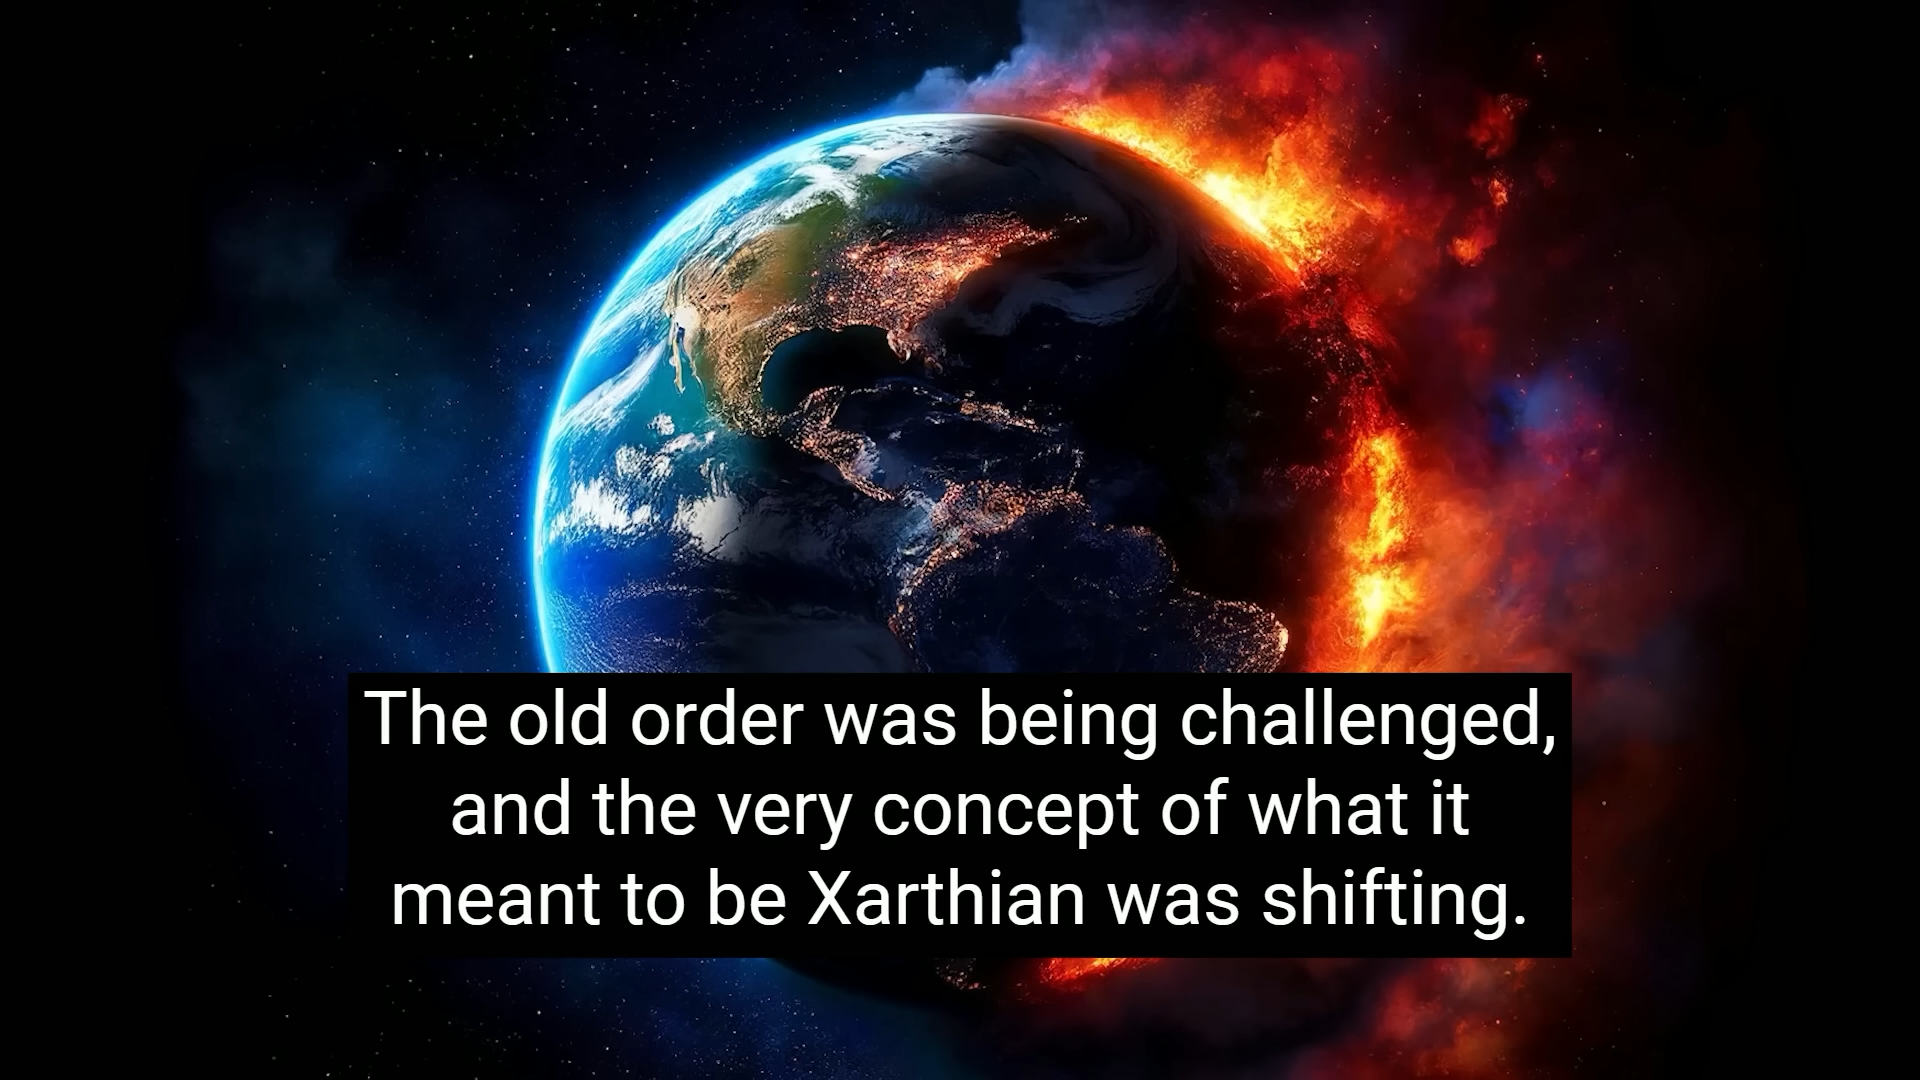 The old order was being challenged,
and the very concept of what it
meant to be Xarthian was shifting.